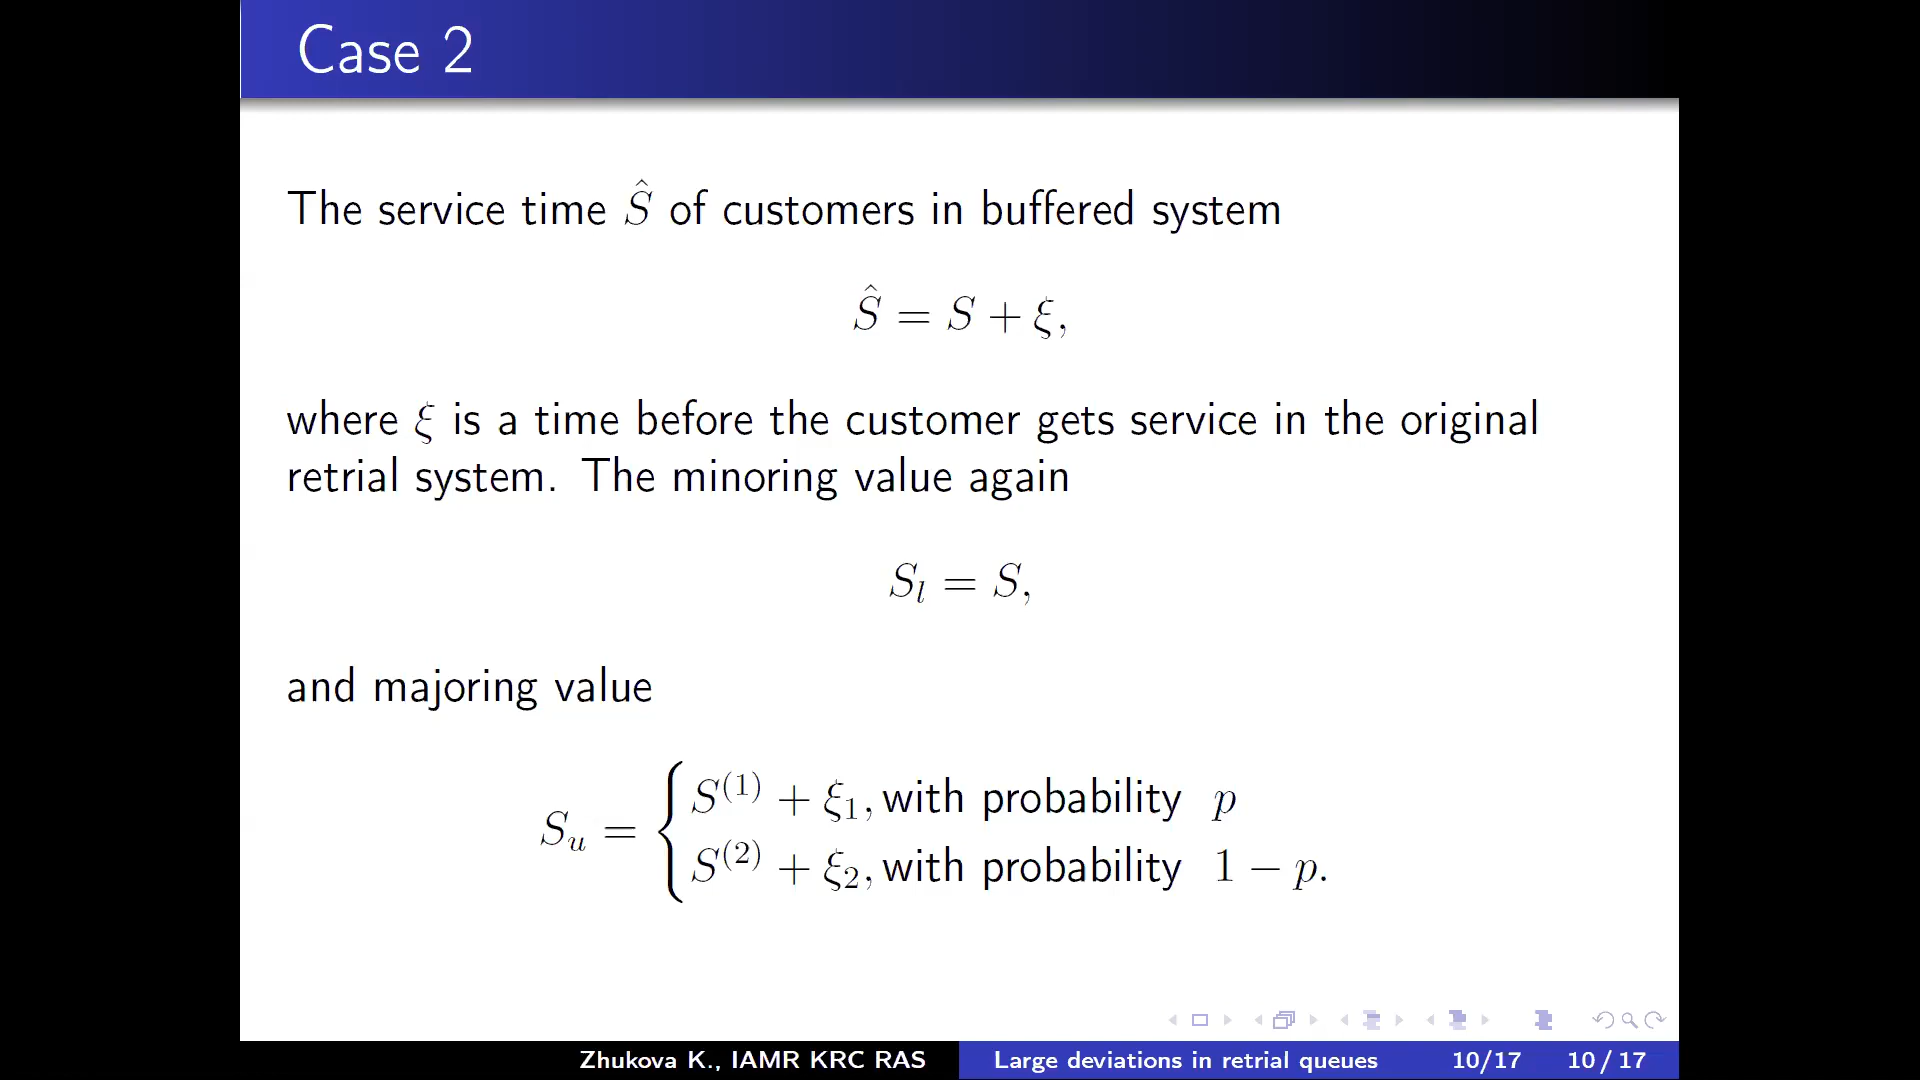 Case 2
The service time Ŝ of customers in buffered system
Ŝ = S + ξ,
where ξ is a time before the customer gets service in the original
retrial system. The minoring value again
S_l = S,
and majoring value
S_u = { S^(1) + ξ_1, with probability p
S^(2) + ξ_2, with probability 1 − p.
Zhukova K., IAMR KRC RAS Large deviations in retrial queues 10/17 10 / 17